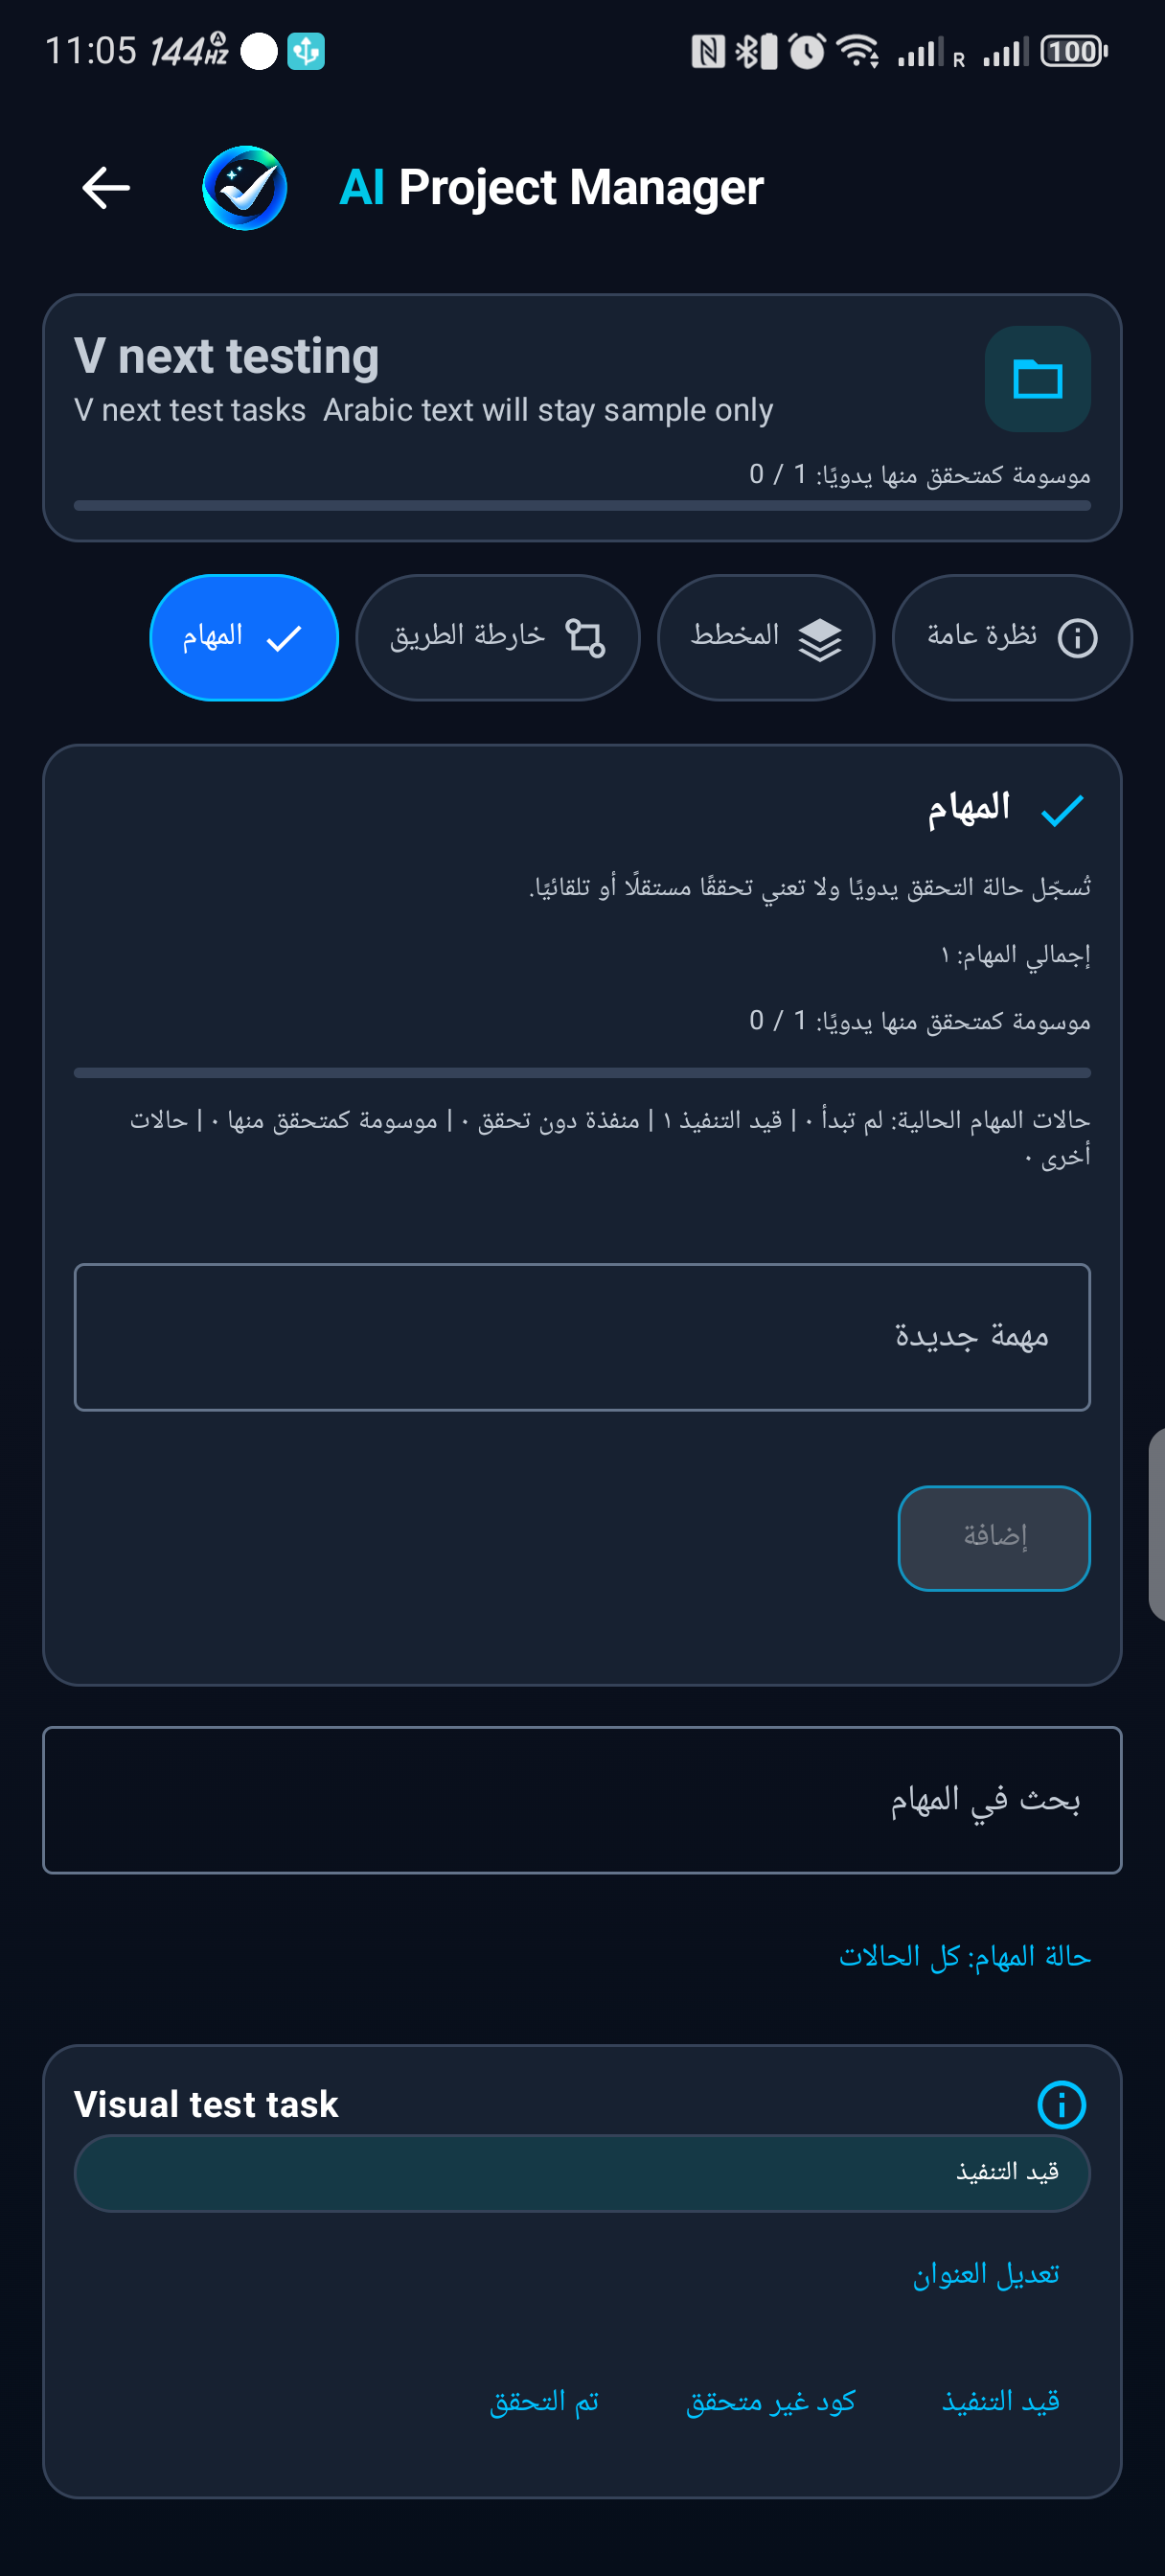 11:05 144HZ A
R 100
AI Project Manager
V next testing
V next test tasks  Arabic text will stay sample only
موسومة كمتحقق منها يدويًا: 1 / 0
نظرة عامة
المخطط
خارطة الطريق
المهام
المهام
تُسجّل حالة التحقق يدويًا ولا تعني تحققًا مستقلًا أو تلقائيًا.
إجمالي المهام: ١
موسومة كمتحقق منها يدويًا: 1 / 0
حالات المهام الحالية: لم تبدأ ٠ | قيد التنفيذ ١ | منفذة دون تحقق ٠ | موسومة كمتحقق منها ٠ | حالات
أخرى ٠
مهمة جديدة
إضافة
بحث في المهام
حالة المهام: كل الحالات
Visual test task
قيد التنفيذ
تعديل العنوان
قيد التنفيذ
كود غير متحقق
تم التحقق